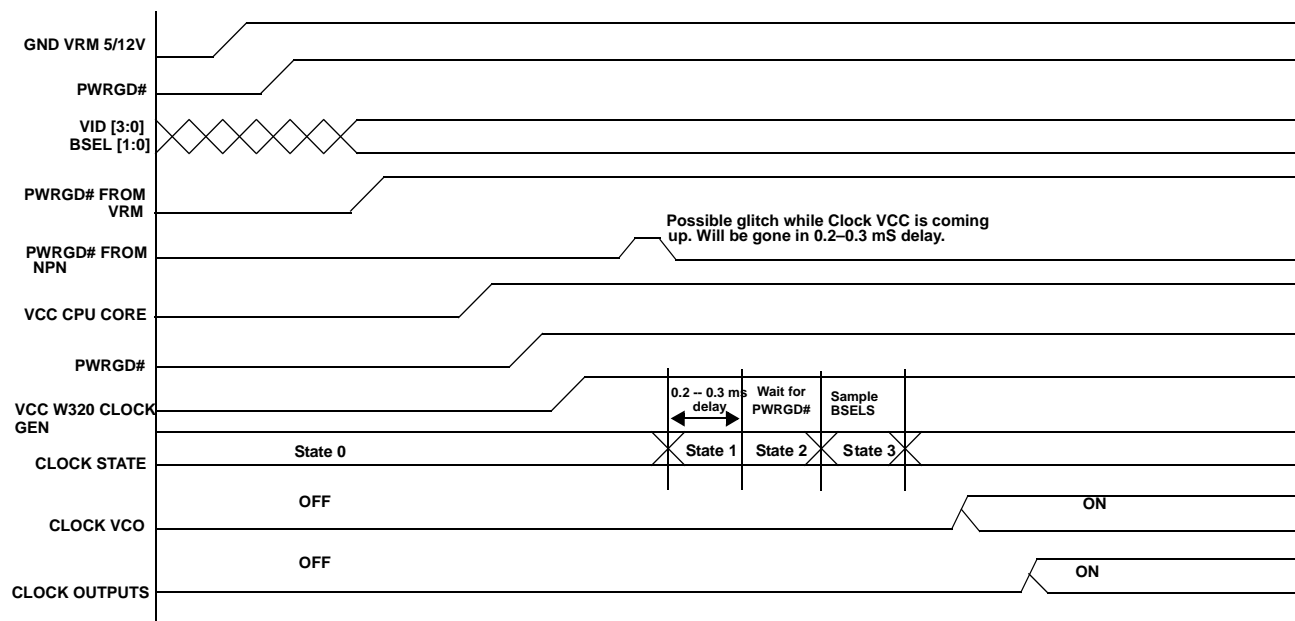 GND VRM 5/12V
PWRGD#
VID [3:0]
BSEL [1:0]
PWRGD# FROM
VRM
Possible glitch while Clock VCC is coming
up. Will be gone in 0.2–0.3 mS delay.
PWRGD# FROM
NPN
VCC CPU CORE
PWRGD#
0.2 -- 0.3 ms
delay
Wait for
PWRGD#
Sample
BSELS
VCC W320 CLOCK
GEN
CLOCK STATE
State 0
State 1
State 2
State 3
OFF
ON
CLOCK VCO
OFF
ON
CLOCK OUTPUTS